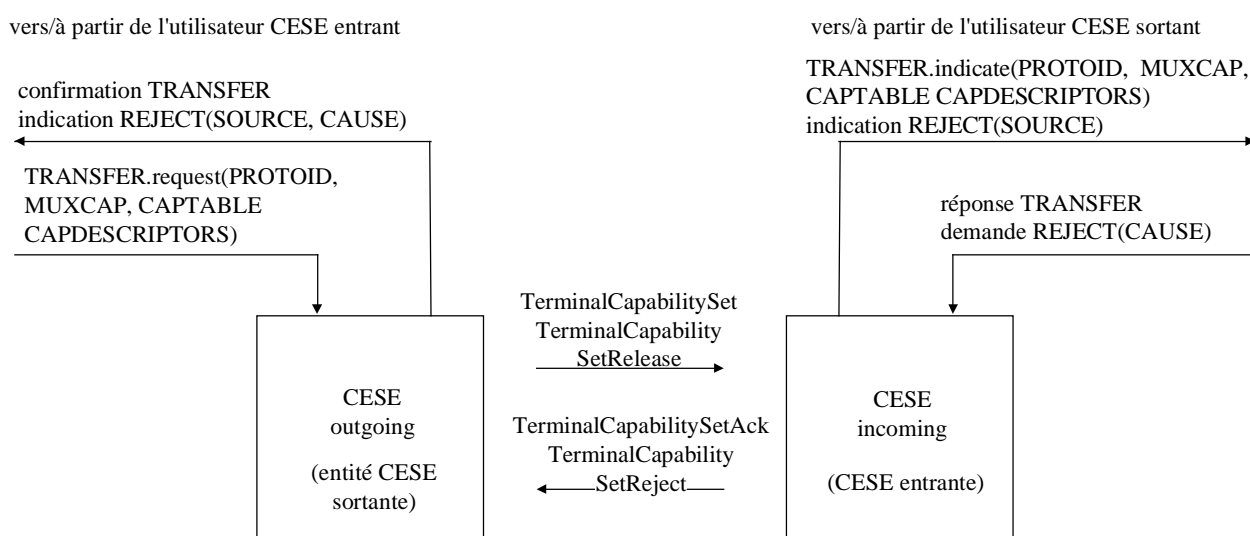 vers/à partir de l'utilisateur CESE entrant
confirmation TRANSFER
indication REJECT(SOURCE, CAUSE)
TRANSFER.request(PROTOID,
MUXCAP, CAPTABLE
CAPDESCRIPTORS)
vers/à partir de l'utilisateur CESE sortant
TRANSFER.indicate(PROTOID, MUXCAP,
CAPTABLE CAPDESCRIPTORS)
indication REJECT(SOURCE)
réponse TRANSFER
demande REJECT(CAUSE)
TerminalCapabilitySet
TerminalCapability
SetRelease
TerminalCapabilitySetAck
TerminalCapability
SetReject
CESE
outgoing
(entité CESE
sortante)
CESE
incoming
(CESE entrante)